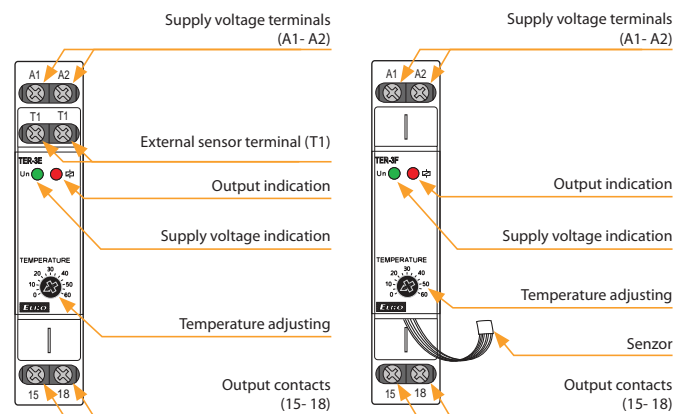 Supply voltage terminals
(A1- A2)
A1 A2
T1 T1
External sensor terminal (T1)
TER-3E
Un
Output indication
Supply voltage indication
TEMPERATURE
30
20 40
10 50
0 60
ELKO
Temperature adjusting
Output contacts
(15- 18)
15 18
Supply voltage terminals
(A1- A2)
A1 A2
TER-3F
Un
Output indication
Supply voltage indication
TEMPERATURE
30
20 40
10 50
0 60
ELKO
Temperature adjusting
Senzor
Output contacts
(15- 18)
15 18